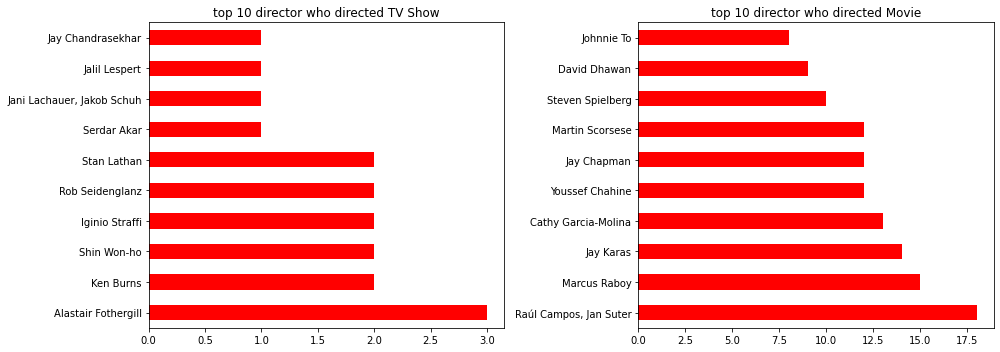 top 10 director who directed TV Show
Jay Chandrasekhar
Jalil Lespert
Jani Lachauer, Jakob Schuh
Serdar Akar
Stan Lathan
Rob Seidenglanz
Iginio Straffi
Shin Won-ho
Ken Burns
Alastair Fothergill
0.0 0.5 1.0 1.5 2.0 2.5 3.0
top 10 director who directed Movie
Johnnie To
David Dhawan
Steven Spielberg
Martin Scorsese
Jay Chapman
Youssef Chahine
Cathy Garcia-Molina
Jay Karas
Marcus Raboy
Raúl Campos, Jan Suter
0.0 2.5 5.0 7.5 10.0 12.5 15.0 17.5